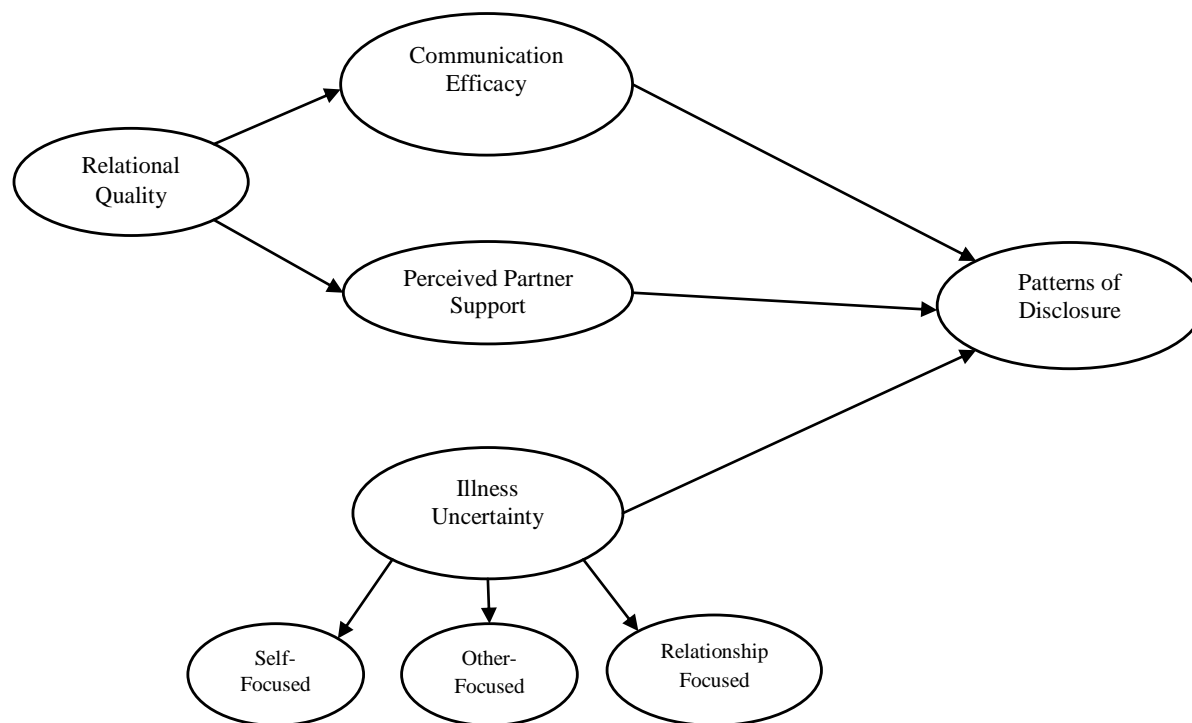 Communication
Efficacy
Relational
Quality
Perceived Partner
Support
Patterns of
Disclosure
Illness
Uncertainty
Self-
Focused
Other-
Focused
Relationship
Focused